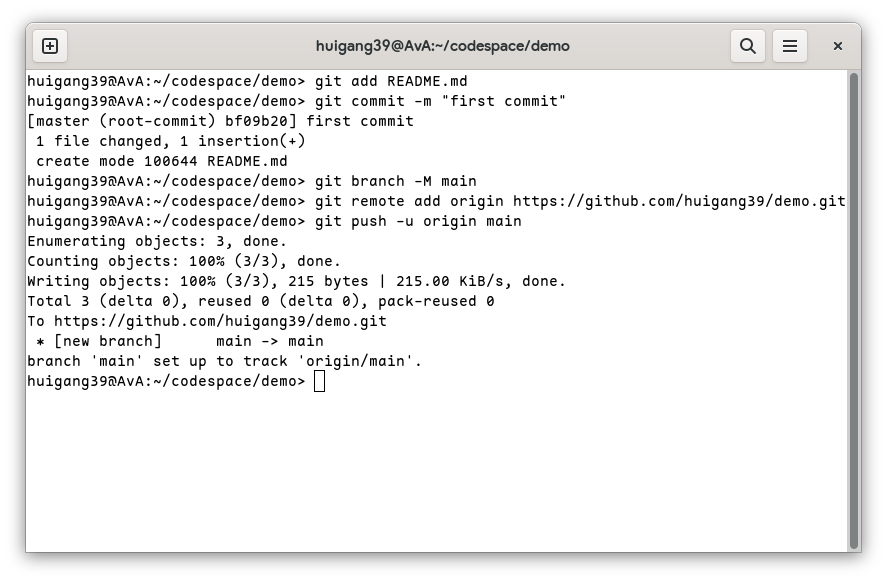 huigang39@AvA:~/codespace/demo
huigang39@AvA:~/codespace/demo> git add README.md
huigang39@AvA:~/codespace/demo> git commit -m "first commit"
[master (root-commit) bf09b20] first commit
 1 file changed, 1 insertion(+)
 create mode 100644 README.md
huigang39@AvA:~/codespace/demo> git branch -M main
huigang39@AvA:~/codespace/demo> git remote add origin https://github.com/huigang39/demo.git
huigang39@AvA:~/codespace/demo> git push -u origin main
Enumerating objects: 3, done.
Counting objects: 100% (3/3), done.
Writing objects: 100% (3/3), 215 bytes | 215.00 KiB/s, done.
Total 3 (delta 0), reused 0 (delta 0), pack-reused 0
To https://github.com/huigang39/demo.git
 * [new branch]      main -> main
branch 'main' set up to track 'origin/main'.
huigang39@AvA:~/codespace/demo>